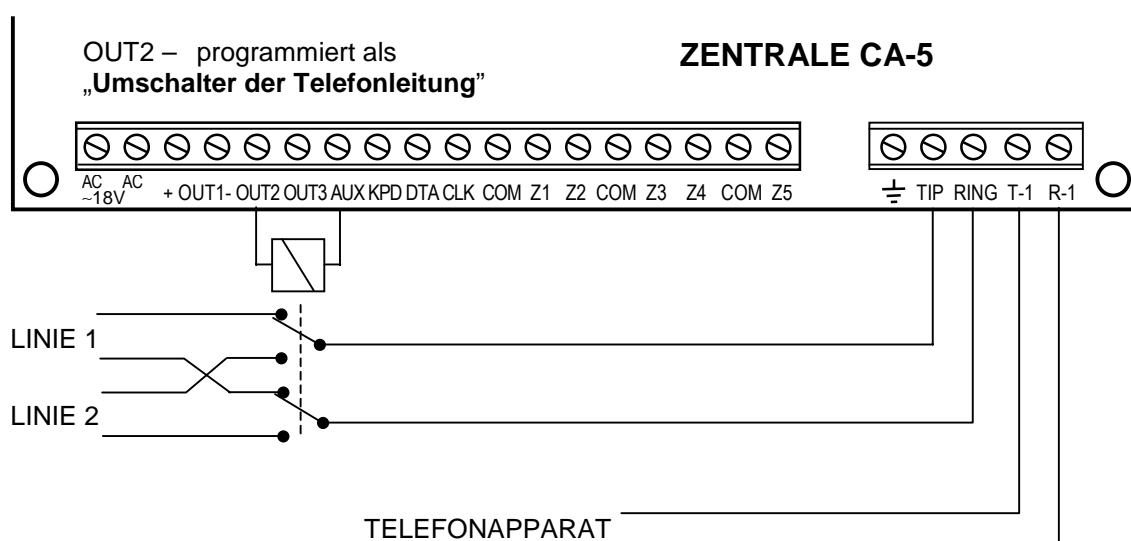 OUT2 – programmiert als
„Umschalter der Telefonleitung”
ZENTRALE CA-5
AC AC
~18V
+ OUT1- OUT2 OUT3 AUX KPD DTA CLK COM Z1 Z2 COM Z3 Z4 COM Z5
TIP RING T-1 R-1
LINIE 1
LINIE 2
TELEFONAPPARAT